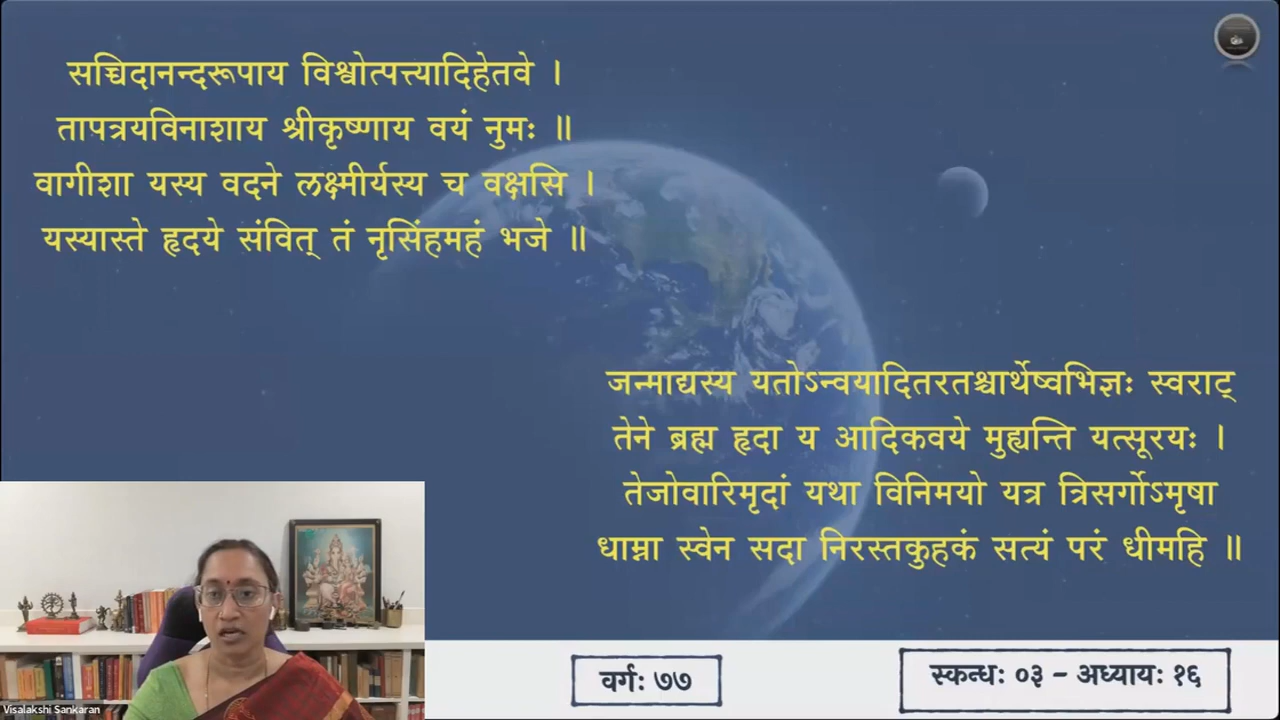 सच्चिदानन्दरूपाय विश्वोत्पत्त्यादिहेतवे ।
तापत्रयविनाशाय श्रीकृष्णाय वयं नुमः ॥
वागीशा यस्य वदने लक्ष्मीर्यस्य च वक्षसि ।
यस्यास्ते हृदये संवित् तं नृसिंहमहं भजे ॥
जन्माद्यस्य यतोऽन्वयादितरतश्चार्थेष्वभिज्ञः स्वराट्
तेने ब्रह्म हृदा य आदिकवये मुह्यन्ति यत्सूरयः ।
तेजोवारिमृदां यथा विनिमयो यत्र त्रिसर्गोऽमृषा
धाम्ना स्वेन सदा निरस्तकुहकं सत्यं परं धीमहि ॥
Visalakshi Sankaran
वर्गः ७७
स्कन्धः ०३ - अध्यायः १६